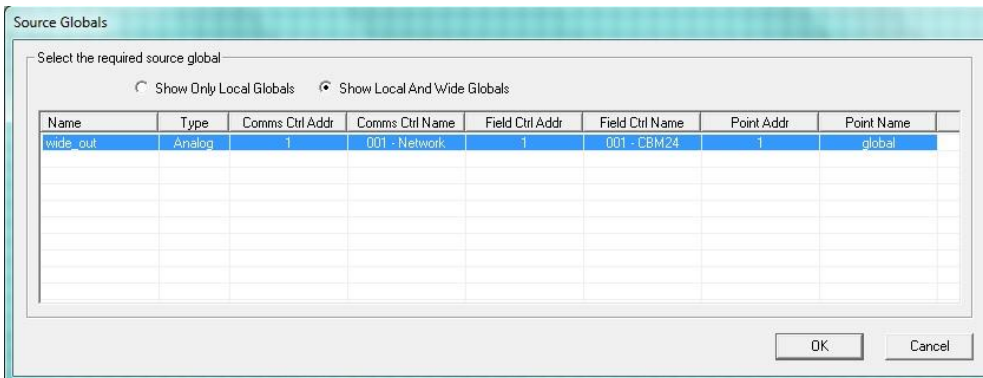 Source Globals
Select the required source global
Show Only Local Globals Show Local And Wide Globals
Name Type Comms Ctrl Addr Comms Ctrl Name Field Ctrl Addr Field Ctrl Name Point Addr Point Name
wide_out Analog 1 001 - Network 1 001 - CBM24 1 global
OK Cancel